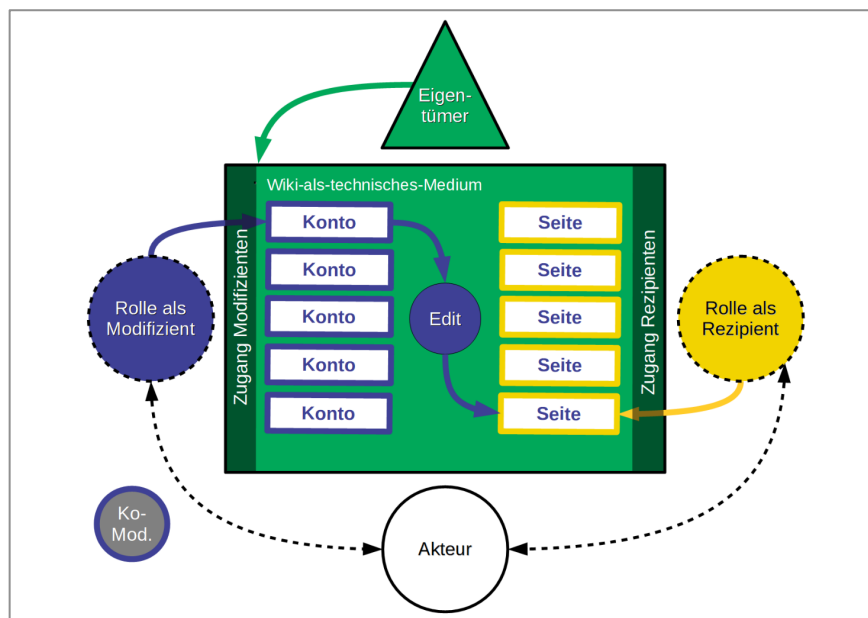 Eigen-
tümer
Wiki-als-technisches-Medium
Zugang Modifizienten
Konto
Konto
Konto
Konto
Konto
Edit
Seite
Seite
Seite
Seite
Seite
Zugang Rezipienten
Rolle als
Modifizient
Rolle als
Rezipient
Ko-
Mod.
Akteur